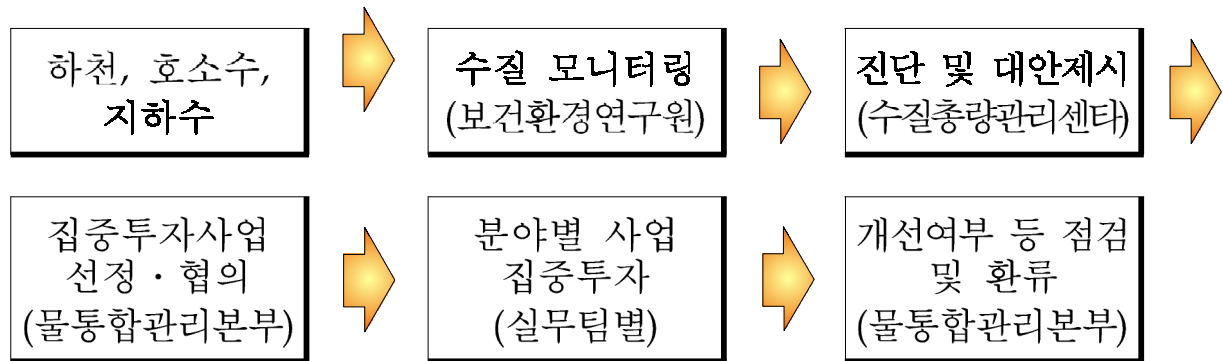 하천, 호소수,
지하수
수질 모니터링
(보건환경연구원)
진단 및 대안제시
(수질총량관리센타)
집중투자사업
선정·협의
(물통합관리본부)
분야별 사업
집중투자
(실무팀별)
개선여부 등 점검
및 환류
(물통합관리본부)